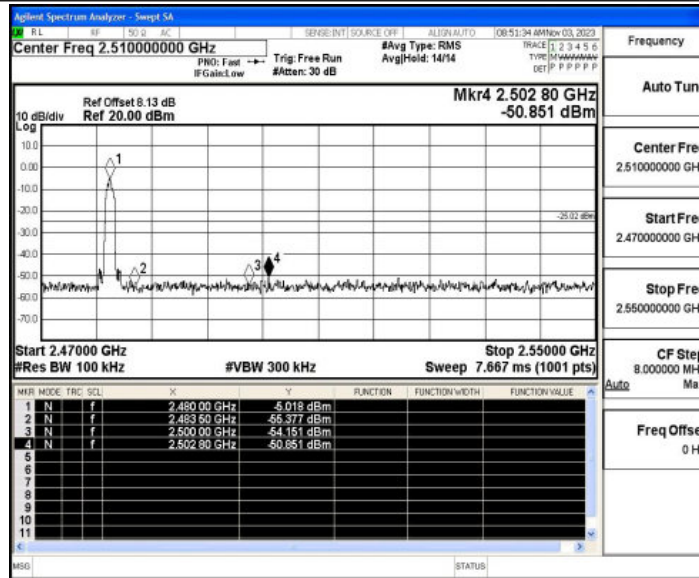 Agilent Spectrum Analyzer - Swept SA
RL RF 50 Ω AC SENSE:INT SOURCE OFF ALIGN AUTO 08:51:34 AM Nov 03, 2023
Center Freq 2.510000000 GHz
PNO: Fast Trig: Free Run
IFGain:Low #Atten: 30 dB
#Avg Type: RMS
Avg|Hold: 14/14
TRACE 1 2 3 4 5 6
TYPE M
DET P P P P P P
Ref Offset 8.13 dB
10 dB/div Ref 20.00 dBm
Log
Mkr4 2.502 80 GHz
-50.851 dBm
10.0
0.00
-10.0
-20.0
-30.0
-40.0
-50.0
-60.0
-70.0
1
2
3
4
-25.02 dBm
Start 2.47000 GHz Stop 2.55000 GHz
#Res BW 100 kHz #VBW 300 kHz Sweep 7.667 ms (1001 pts)
MKR MODE TRC SCL X Y FUNCTION FUNCTION WIDTH FUNCTION VALUE
1 N f 2.480 00 GHz -5.018 dBm
2 N f 2.483 50 GHz -55.377 dBm
3 N f 2.500 00 GHz -54.151 dBm
4 N f 2.502 80 GHz -50.851 dBm
5
6
7
8
9
10
11
MSG STATUS
Frequency
Auto Tun
Center Fre
2.510000000 GH
Start Fre
2.470000000 GH
Stop Fre
2.550000000 GH
CF Step
8.000000 MH
Auto Ma
Freq Offse
0 H